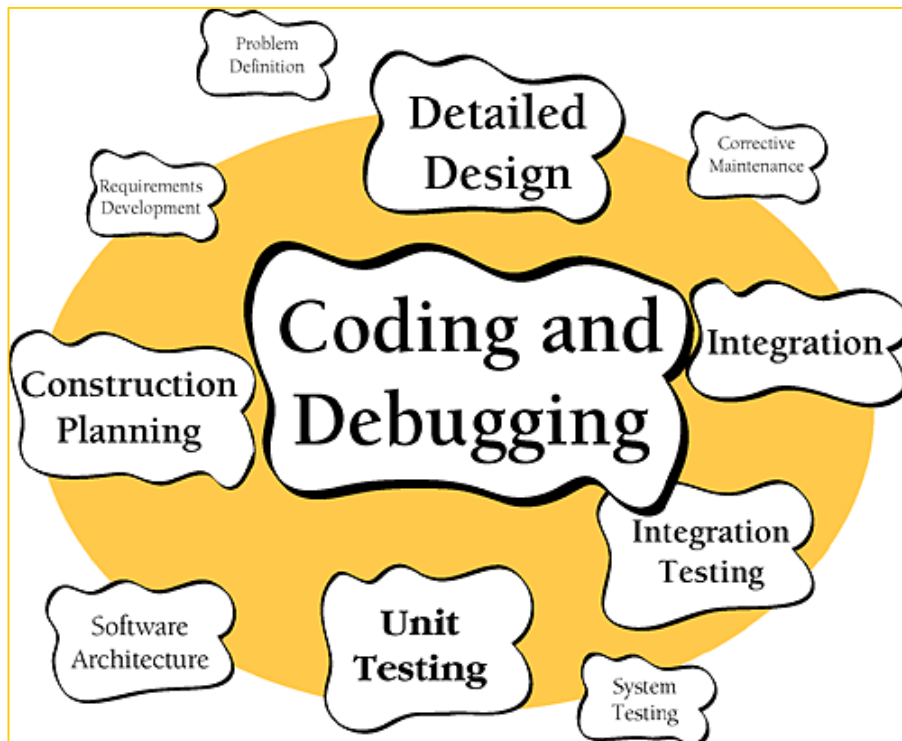 Problem
Definition
Detailed
Design
Corrective
Maintenance
Requirements
Development
Coding and
Debugging
Integration
Construction
Planning
Integration
Testing
Software
Architecture
Unit
Testing
System
Testing